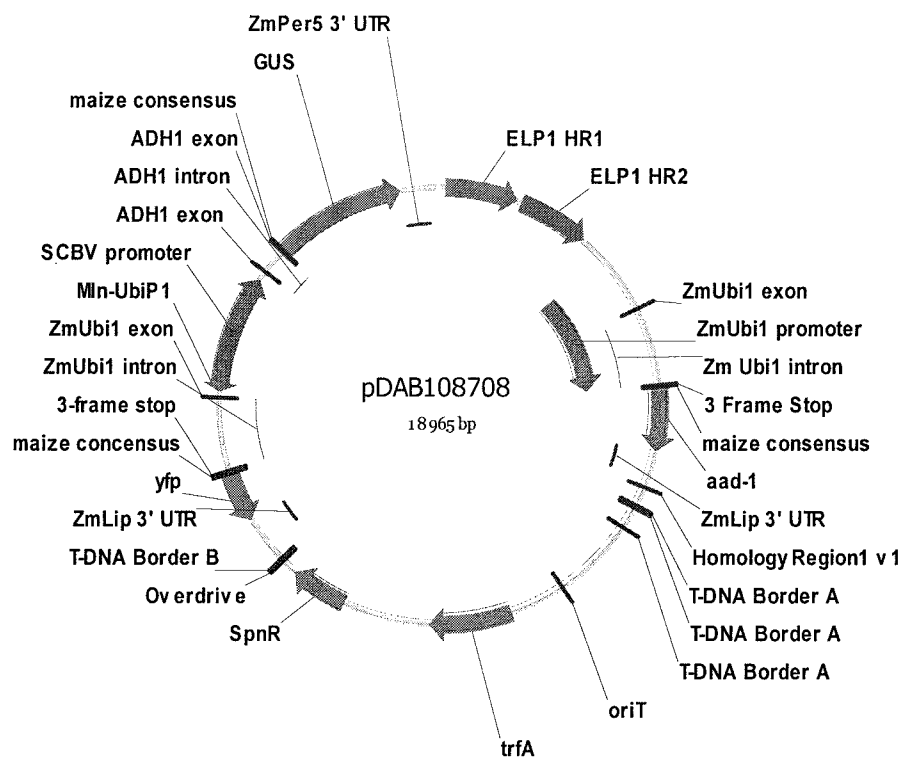 ZmPer5 3' UTR
GUS
maize consensus
ADH1 exon
ADH1 intron
ADH1 exon
SCBV promoter
MIn-UbiP1
ZmUbi1 exon
ZmUbi1 intron
3-frame stop
maize concensus
yfp
ZmLip 3' UTR
T-DNA Border B
Overdrive
SpnR
ELP1 HR1
ELP1 HR2
ZmUbi1 exon
ZmUbi1 promoter
Zm Ubi1 intron
3 Frame Stop
maize consensus
aad-1
ZmLip 3' UTR
Homology Region1 v1
T-DNA Border A
T-DNA Border A
T-DNA Border A
oriT
trfA
pDAB108708
18965 bp